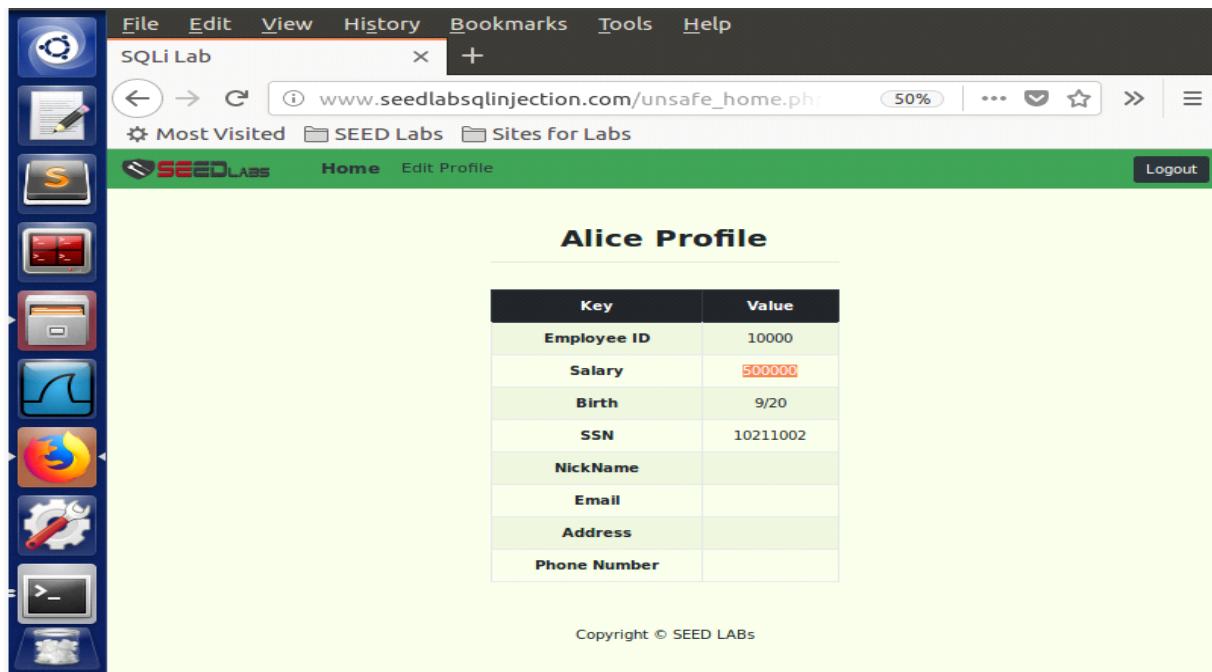 File Edit View History Bookmarks Tools Help
SQLi Lab × +
www.seedlabsqlinjection.com/unsafe_home.ph 50%
Most Visited SEED Labs Sites for Labs
SEEDLABS Home Edit Profile Logout
Alice Profile
Key Value
Employee ID 10000
Salary 500000
Birth 9/20
SSN 10211002
NickName
Email
Address
Phone Number
Copyright © SEED LABs